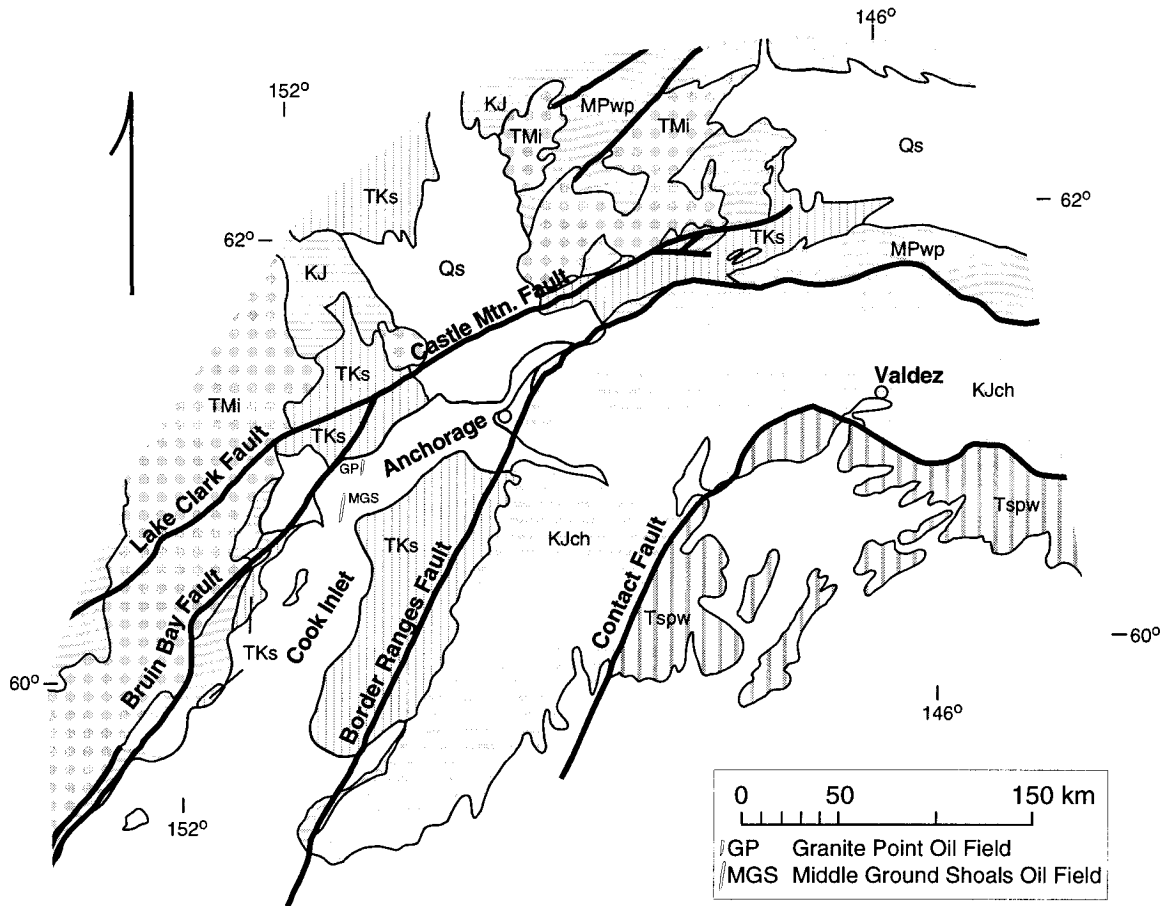 146°
152°
KJ
MPwp
TMi
TMi
Qs
TKs
62°
62°
TKs
MPwp
KJ
Qs
Castle Mtn. Fault
TKs
Valdez
KJch
TMi
TKs
Anchorage
GP
Lake Clark Fault
MGS
Tspw
TKs
KJch
Border Ranges Fault
Contact Fault
Bruin Bay Fault
Cook Inlet
TKs
Tspw
60°
60°
146°
152°
0 50 150 km
GP Granite Point Oil Field
MGS Middle Ground Shoals Oil Field